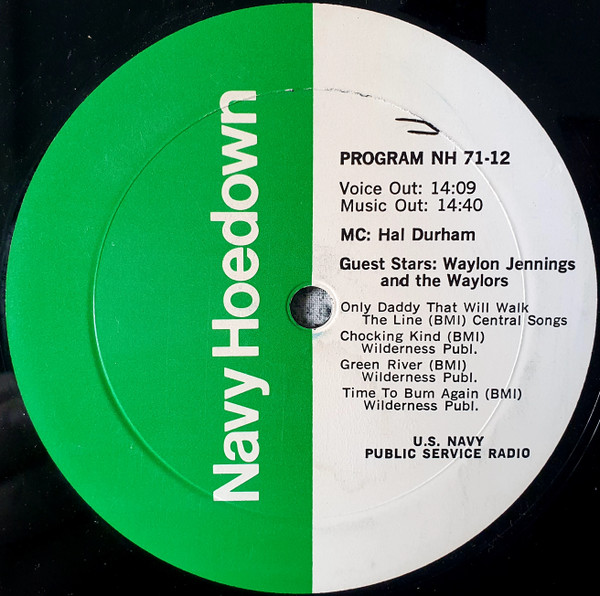 Navy Hoedown
PROGRAM NH 71-12
Voice Out: 14:09
Music Out: 14:40
MC: Hal Durham
Guest Stars: Waylon Jennings
and the Waylors
Only Daddy That Will Walk
The Line (BMI) Central Songs
Chocking Kind (BMI)
Wilderness Publ.
Green River (BMI)
Wilderness Publ.
Time To Bum Again (BMI)
Wilderness Publ.
U.S. NAVY
PUBLIC SERVICE RADIO